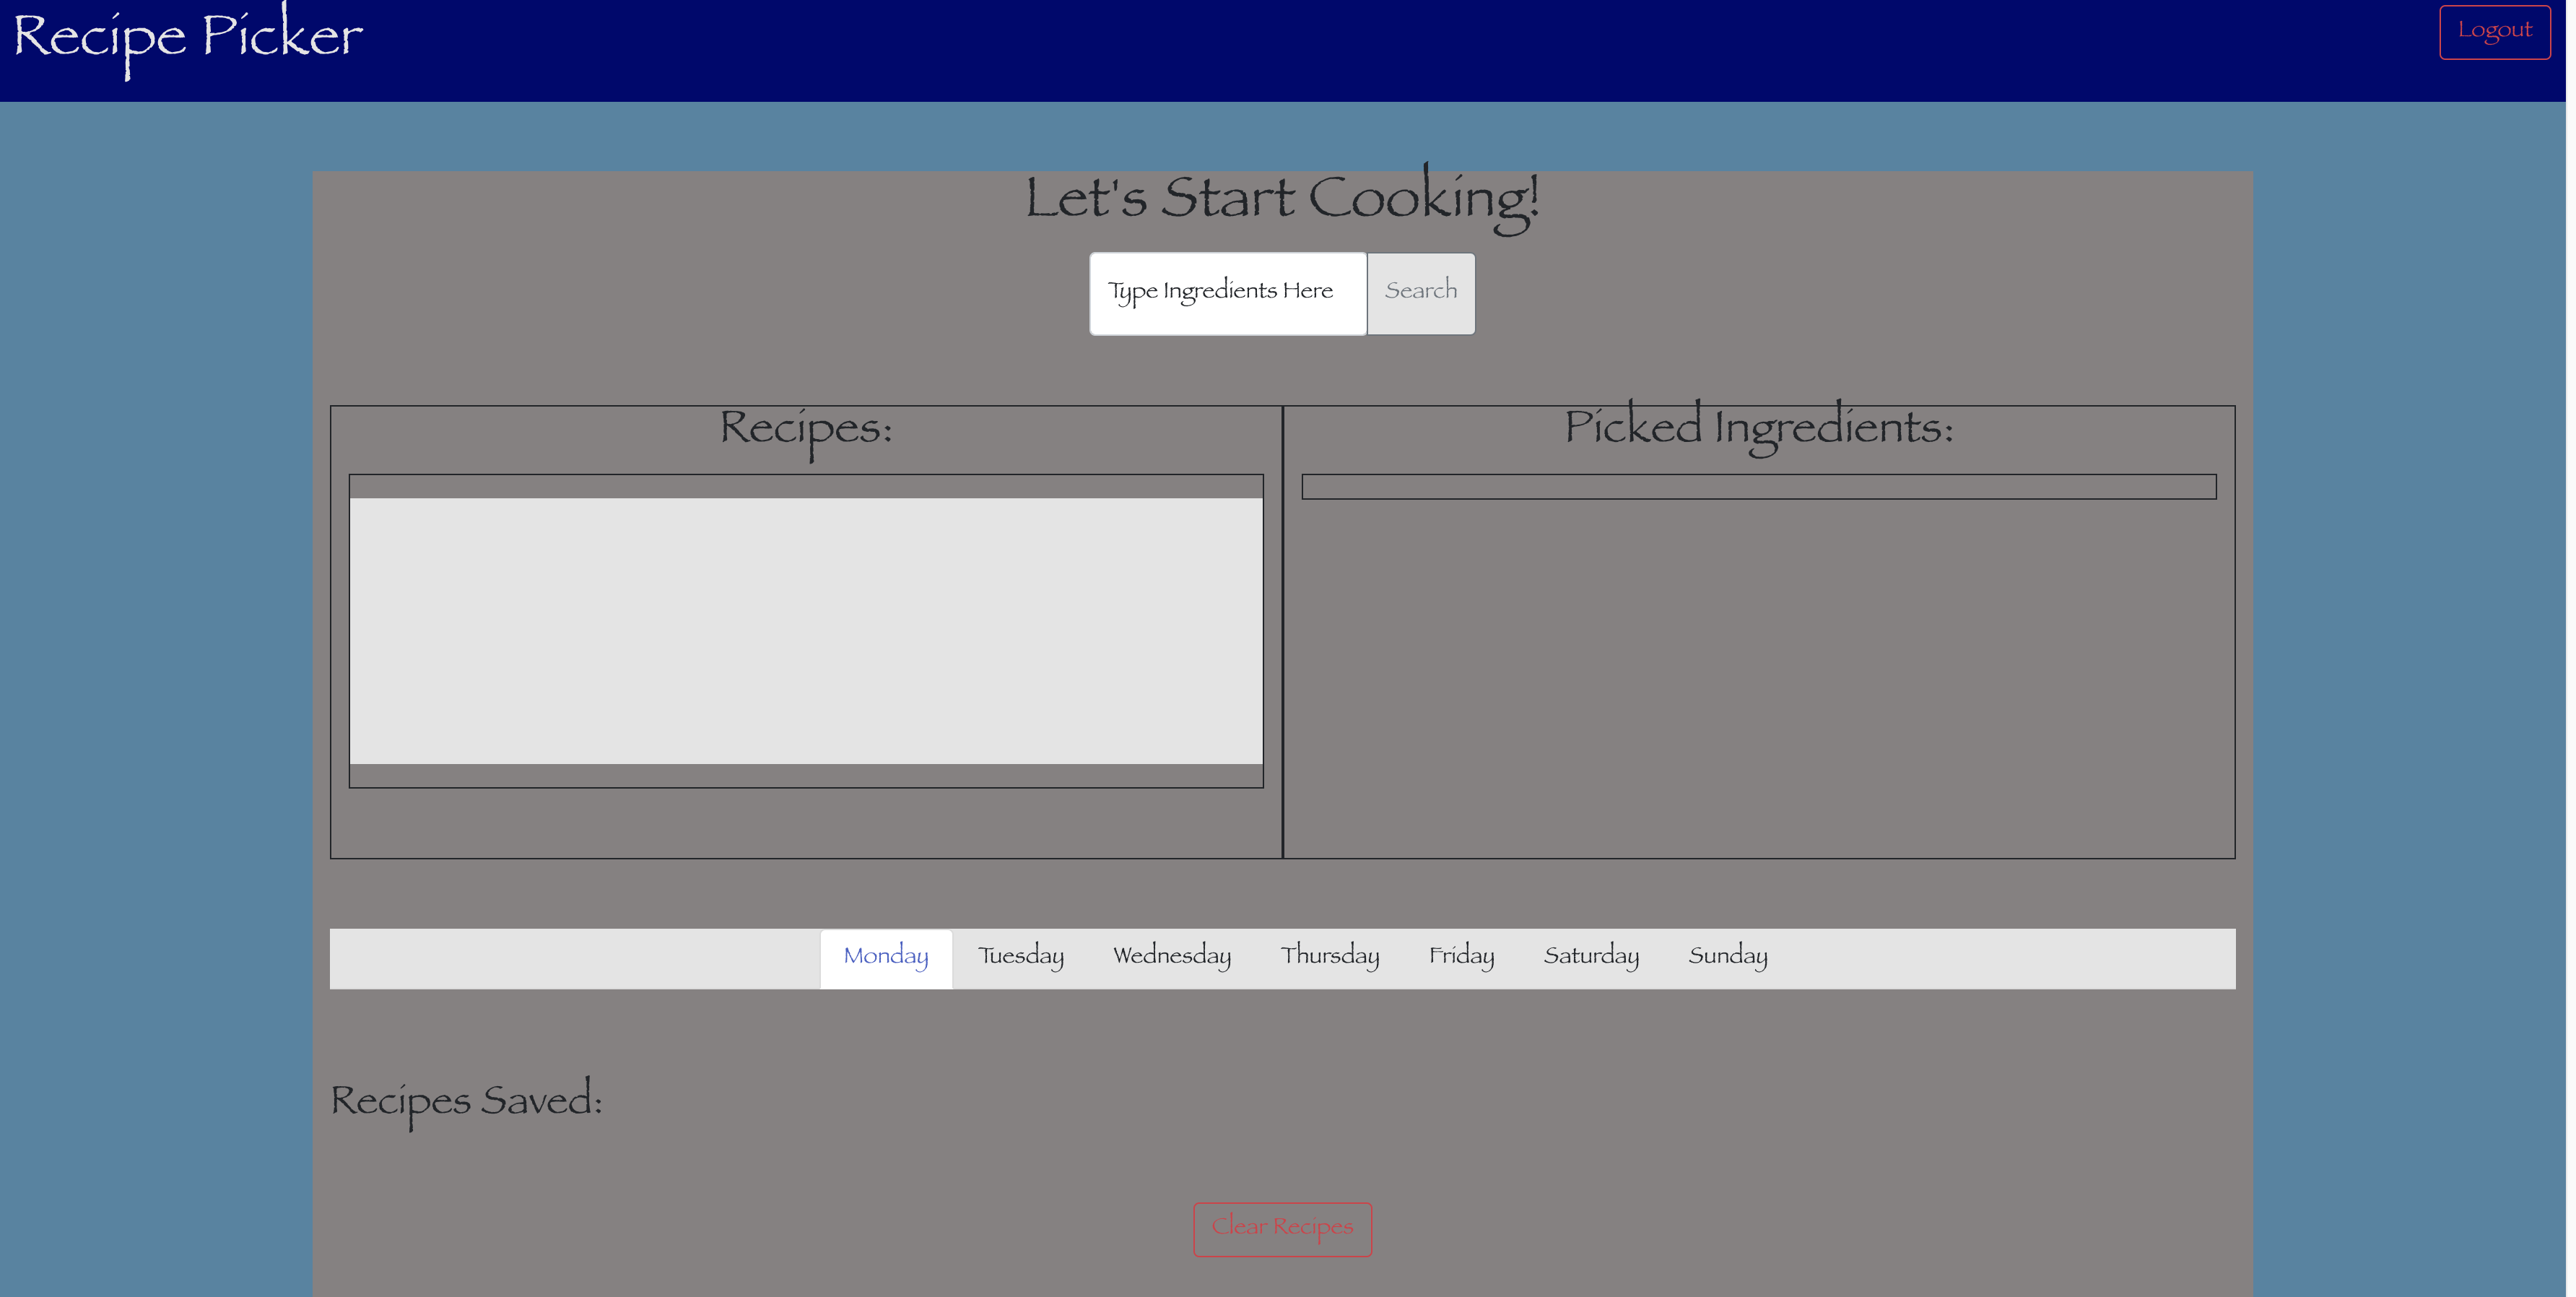 Recipe Picker
Logout
Let's Start Cooking!
Type Ingredients Here
Search
Recipes:
Picked Ingredients:
Monday Tuesday Wednesday Thursday Friday Saturday Sunday
Recipes Saved:
Clear Recipes